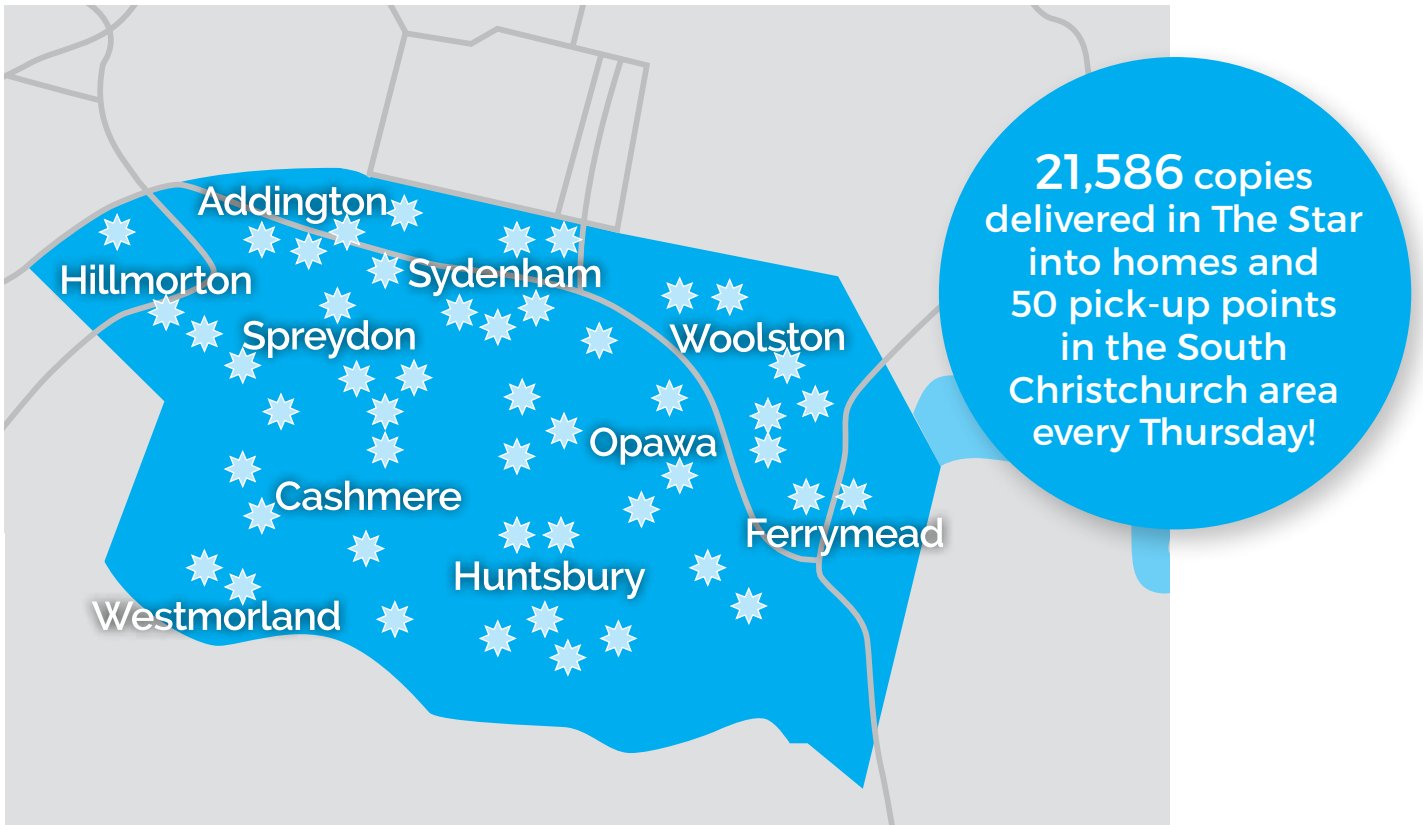 Addington
Hillmorton
Sydenham
Spreydon
Woolston
Opawa
Cashmere
Ferrymead
Huntsbury
Westmorland
21,586 copies
delivered in The Star
into homes and
50 pick-up points
in the South
Christchurch area
every Thursday!